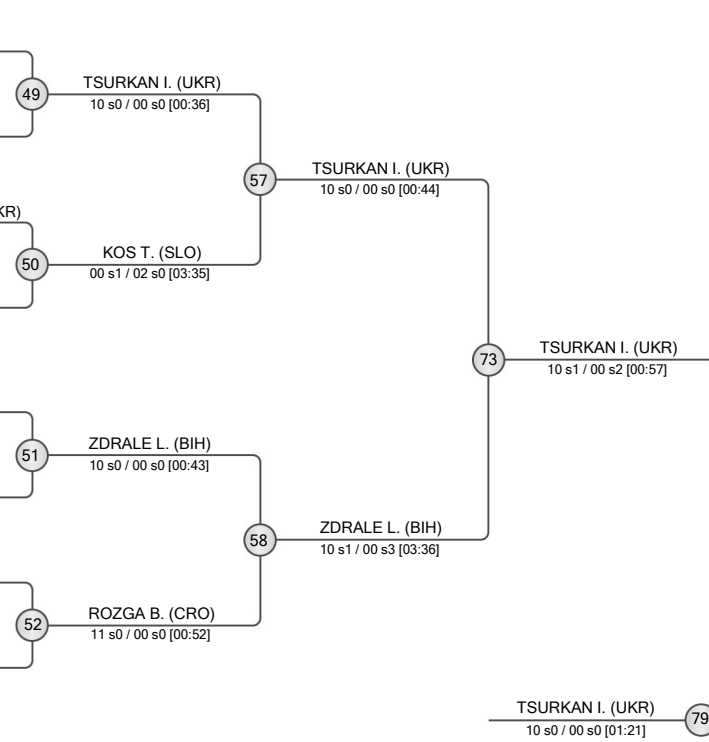 49
TSURKAN I. (UKR)
10 s0 / 00 s0 [00:36]
57
TSURKAN I. (UKR)
10 s0 / 00 s0 [00:44]
KR)
50
KOS T. (SLO)
00 s1 / 02 s0 [03:35]
73
TSURKAN I. (UKR)
10 s1 / 00 s2 [00:57]
51
ZDRALE L. (BIH)
10 s0 / 00 s0 [00:43]
58
ZDRALE L. (BIH)
10 s1 / 00 s3 [03:36]
52
ROZGA B. (CRO)
11 s0 / 00 s0 [00:52]
TSURKAN I. (UKR)
10 s0 / 00 s0 [01:21]
79